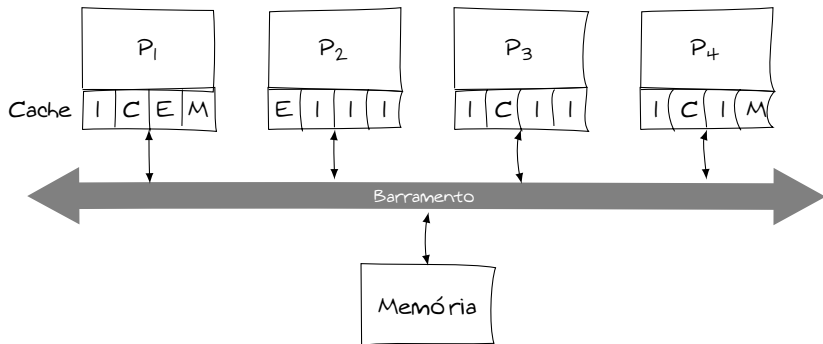 P1 P2 P3 P4
Cache I C E M E I I I I C I I I C I M
Barramento
Memória